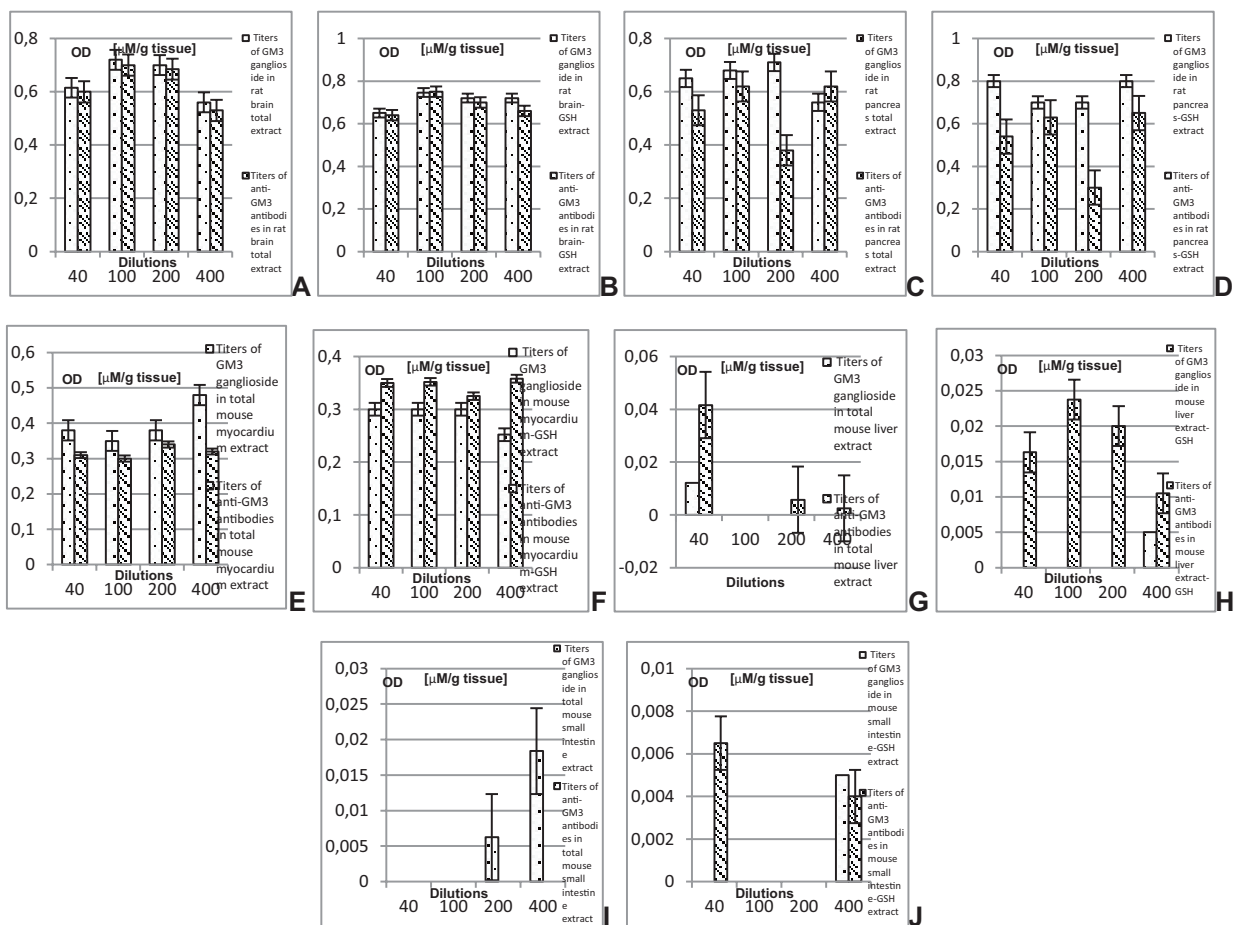 0,8
0,6
0,4
0,2
0
OD
[μM/g tissue]
40
100
200
400
Dilutions
Titers
of GM3
ganglios
ide in
rat
brain
total
extract
Titers of
anti-
GM3
antibodi
es in rat
brain
total
extract
A
1
0,8
0,6
0,4
0,2
0
OD
[μM/g tissue]
40
100
200
400
Dilutions
Titers
of GM3
ganglios
ide in
rat
brain-
GSH
extract
Titers of
anti-
GM3
antibodi
es in rat
brain-
GSH
extract
B
0,8
0,6
0,4
0,2
0
OD
[μM/g tissue]
40
100
200
400
Dilutions
Titers
of GM3
ganglios
ide in
rat
pancrea
s total
extract
Titers of
anti-
GM3
antibodi
es in rat
pancrea
s total
extract
C
1
0,8
0,6
0,4
0,2
0
OD
[μM/g tissue]
40
100
200
400
Dilutions
Titers
of GM3
ganglios
ide in
rat
pancrea
s-GSH
extract
Titers of
anti-
GM3
antibodi
es in rat
pancrea
s-GSH
extract
D
0,6
0,5
0,4
0,3
0,2
0,1
0
OD
[μM/g tissue]
40
100
200
400
Dilutions
Titers of
GM3
ganglioside
in total
mouse
myocardiu
m extract
Titers of
anti-GM3
antibodies
in total
mouse
myocardiu
m extract
E
0,4
0,3
0,2
0,1
0
OD
[μM/g tissue]
40
100
200
400
Dilutions
Titers of
GM3
ganglioside
in mouse
myocardiu
m-GSH
extract
Titers of
anti-GM3
antibodies
in mouse
myocardiu
m-GSH
extract
F
0,06
0,04
0,02
0
-0,02
OD
[μM/g tissue]
40
100
200
400
Dilutions
Titers of
GM3
ganglioside
in total
mouse liver
extract
Titers of
anti-GM3
antibodies
in total
mouse liver
extract
G
0,03
0,025
0,02
0,015
0,01
0,005
0
OD
[μM/g tissue]
40
100
200
400
Dilutions
Titers
of GM3
ganglios
ide in
mouse
liver
extract-
GSH
Titers of
anti-
GM3
antibodi
es in
mouse
liver
extract-
GSH
H
0,03
0,025
0,02
0,015
0,01
0,005
0
OD
[μM/g tissue]
40
100
200
400
Dilutions
Titers
of GM3
ganglios
ide in
total
mouse
small
intestin
e
extract
Titers of
anti-
GM3
antibodi
es in
total
mouse
small
intestin
e
extract
I
0,01
0,008
0,006
0,004
0,002
0
OD
[μM/g tissue]
40
100
200
400
Dilutions
Titers
of GM3
ganglios
ide in
mouse
small
intestin
e-GSH
extract
Titers of
anti-
GM3
antibodi
es in
mouse
small
intestin
e-GSH
extract
J